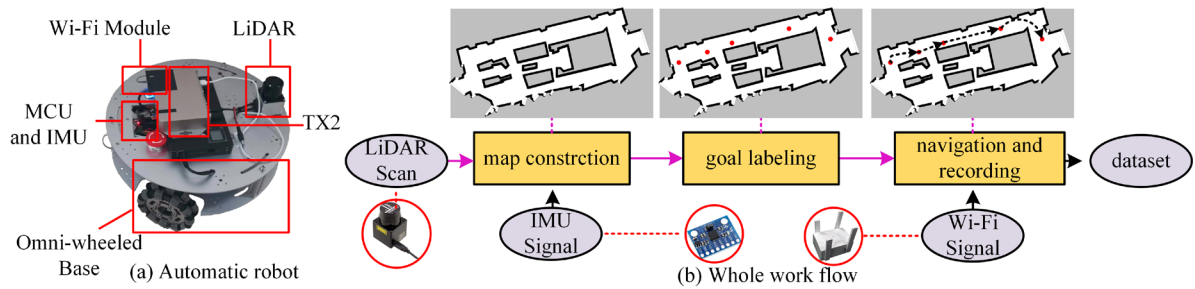 Wi-Fi Module
LiDAR
MCU
and IMU
TX2
Omni-wheeled
Base
(a) Automatic robot
LiDAR
Scan
map constrction
goal labeling
navigation and
recording
dataset
IMU
Signal
Wi-Fi
Signal
(b) Whole work flow